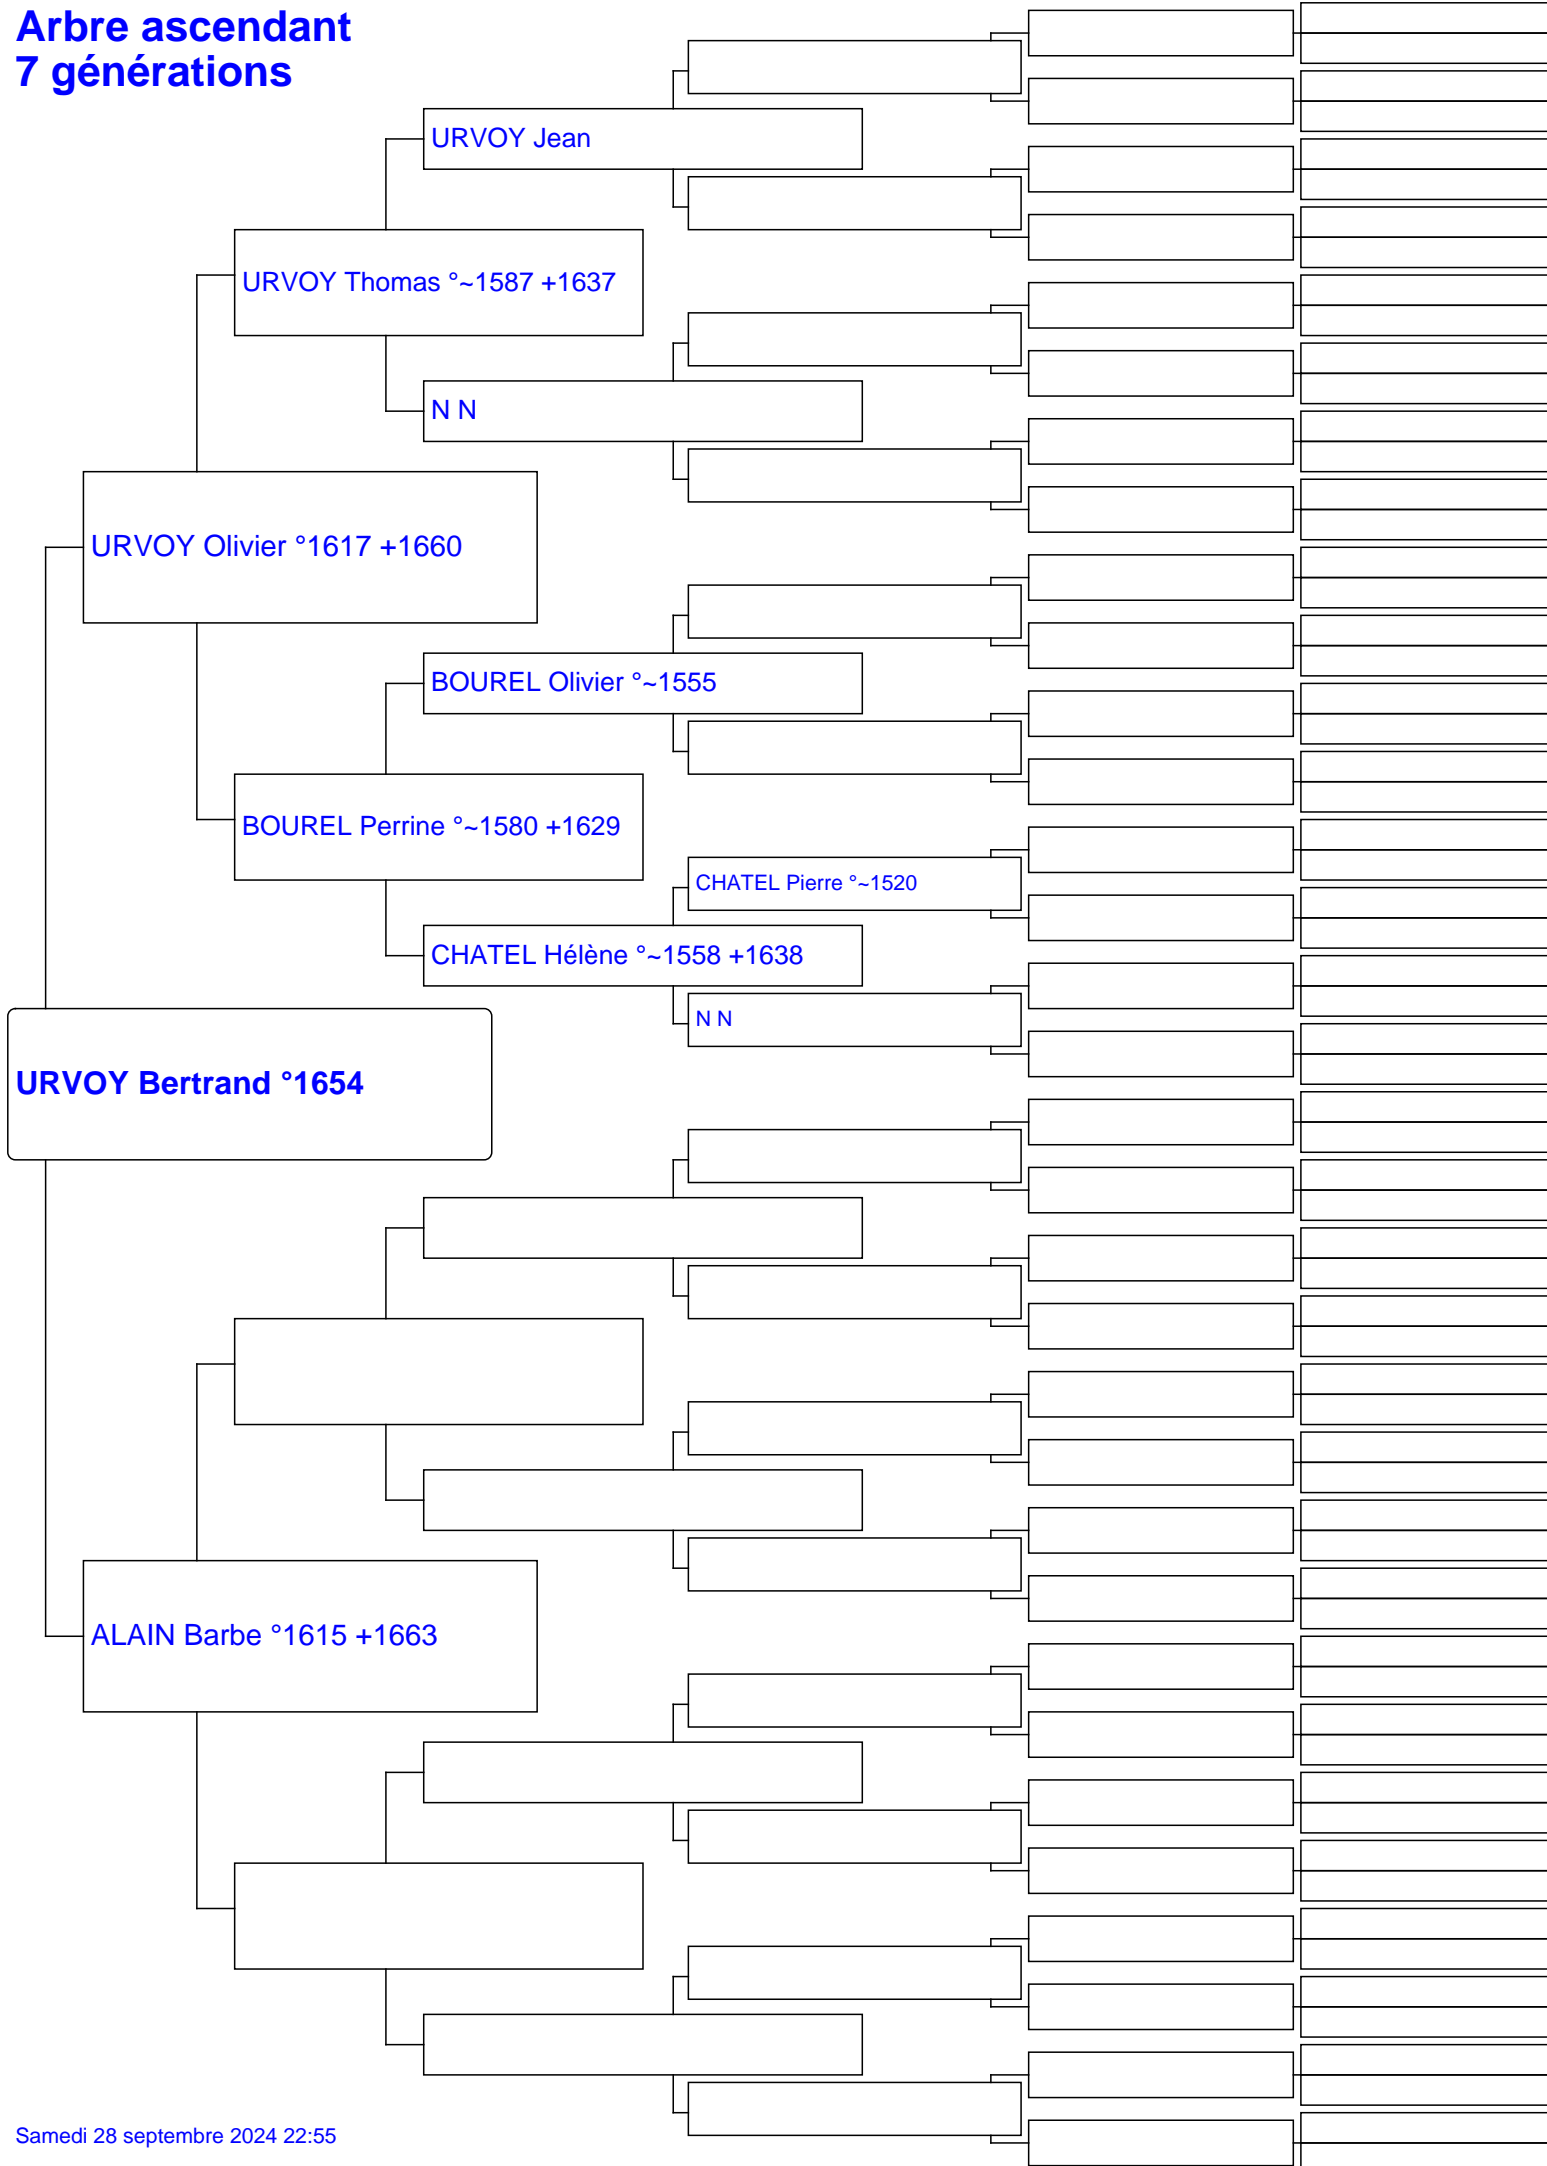 Arbre ascendant
7 générations
URVOY Jean
URVOY Thomas °~1587 +1637
N N
URVOY Olivier °1617 +1660
BOUREL Olivier °~1555
BOUREL Perrine °~1580 +1629
CHATEL Pierre °~1520
CHATEL Hélène °~1558 +1638
N N
URVOY Bertrand °1654
ALAIN Barbe °1615 +1663
Samedi 28 septembre 2024 22:55